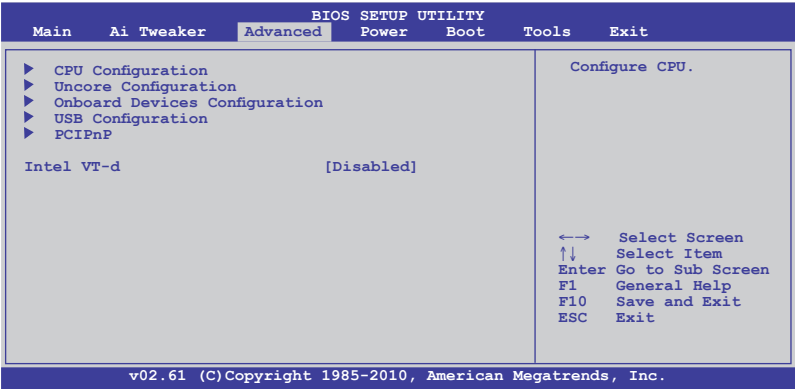 BIOS SETUP UTILITY
Main Ai Tweaker Advanced Power Boot Tools Exit
CPU Configuration
Uncore Configuration
Onboard Devices Configuration
USB Configuration
PCIPnP
Intel VT-d [Disabled]
Configure CPU.
←→ Select Screen
↑↓ Select Item
Enter Go to Sub Screen
F1 General Help
F10 Save and Exit
ESC Exit
v02.61 (C)Copyright 1985-2010, American Megatrends, Inc.